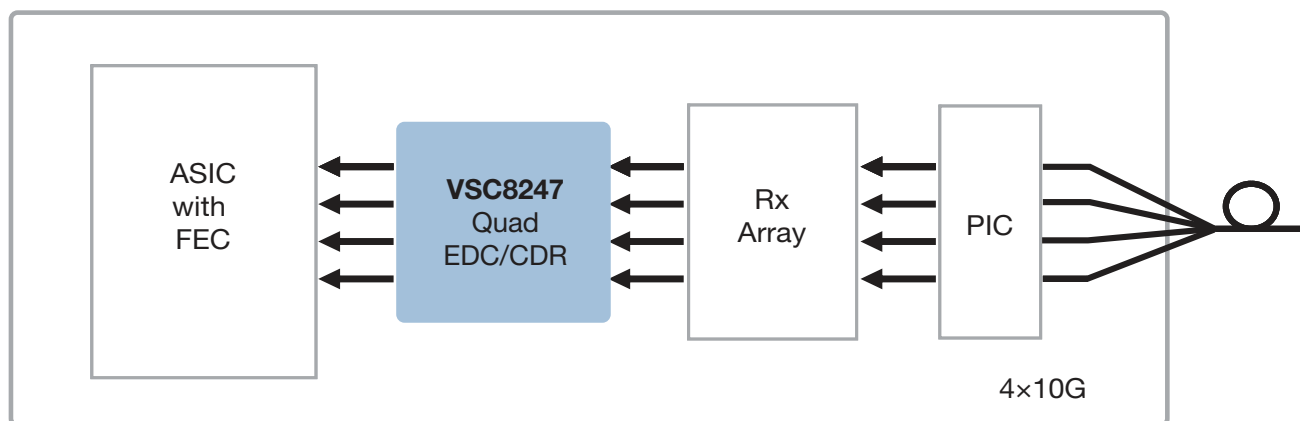 ASIC
with
FEC
VSC8247
Quad
EDC/CDR
Rx
Array
PIC
4×10G